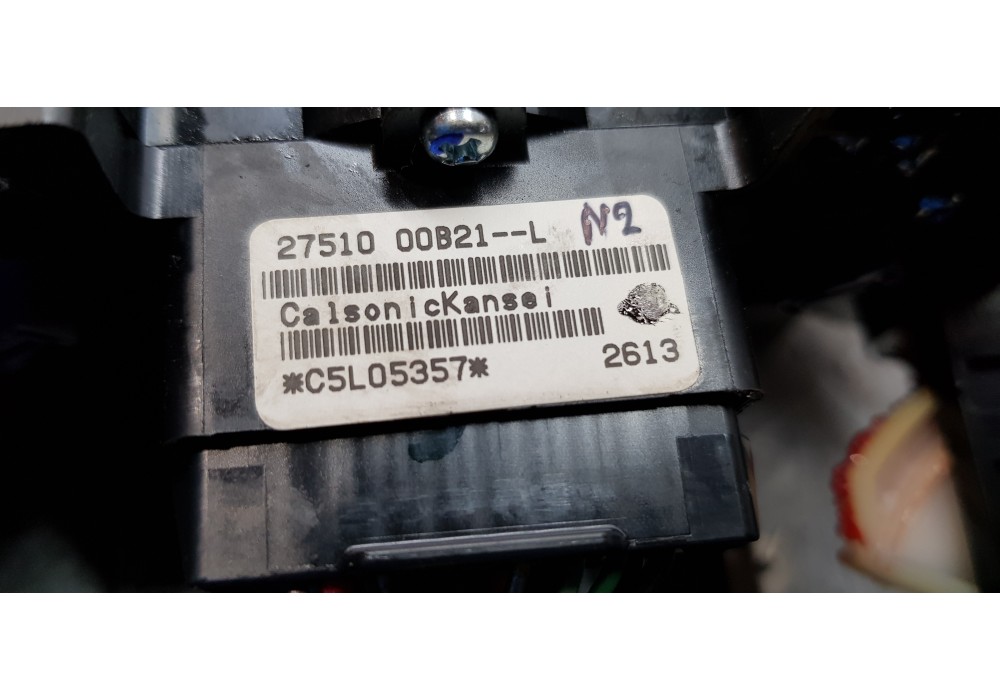 27510 00B21--L N2
CalsonicKansei
*C5L05357* 2613